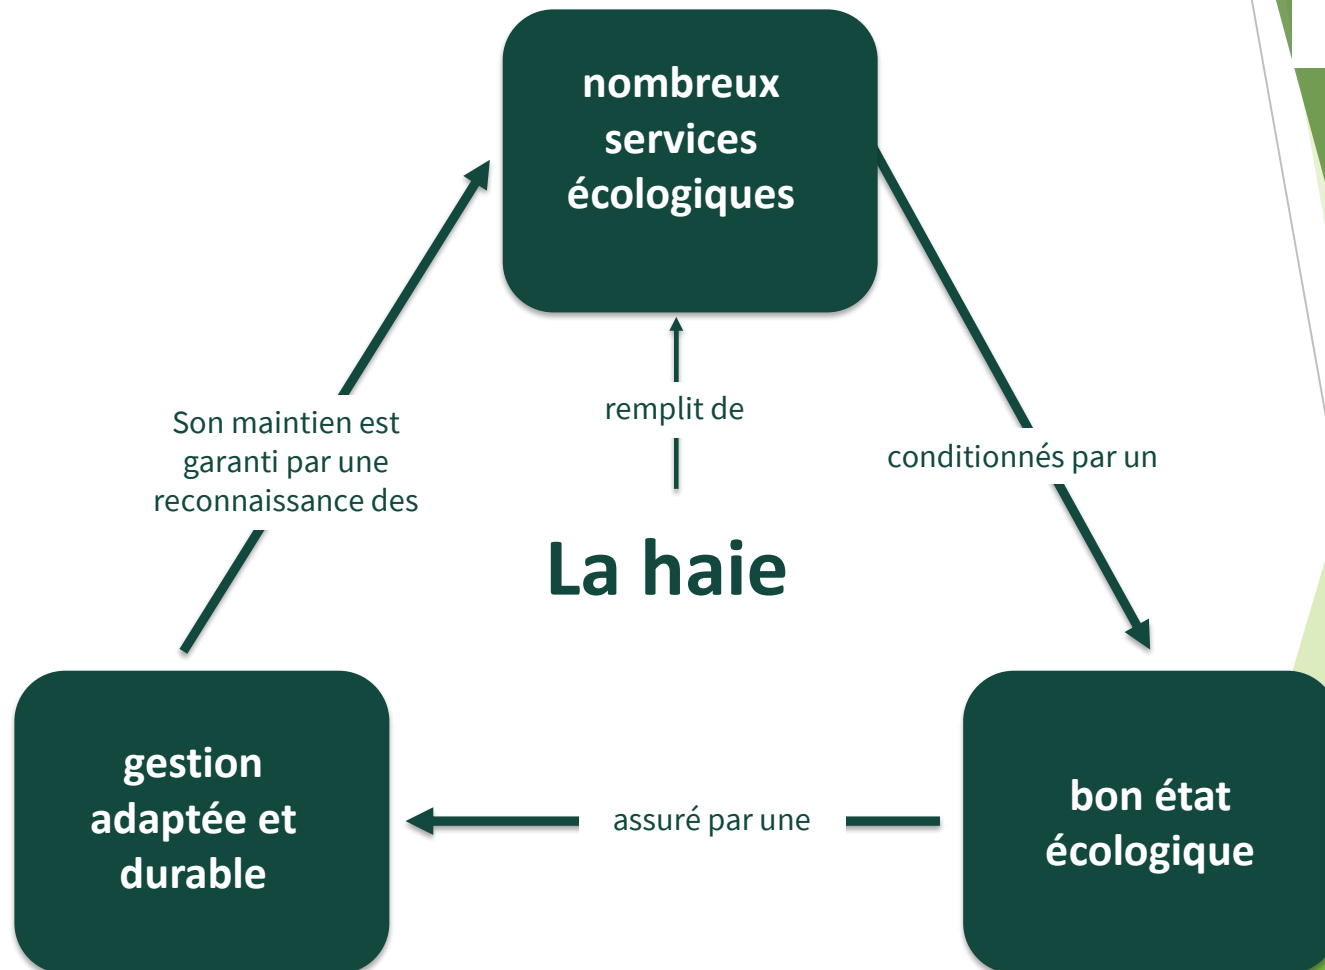 nombreux
services
écologiques
Son maintien est
garanti par une
reconnaissance des
remplit de
conditionnés par un
La haie
gestion
adaptée et
durable
assuré par une
bon état
écologique